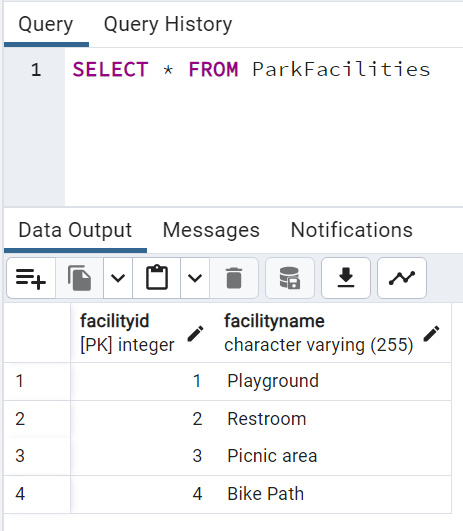 Query Query History
1 SELECT * FROM ParkFacilities
Data Output Messages Notifications
facilityid facilityname
[PK] integer character varying (255)
1 1 Playground
2 2 Restroom
3 3 Picnic area
4 4 Bike Path